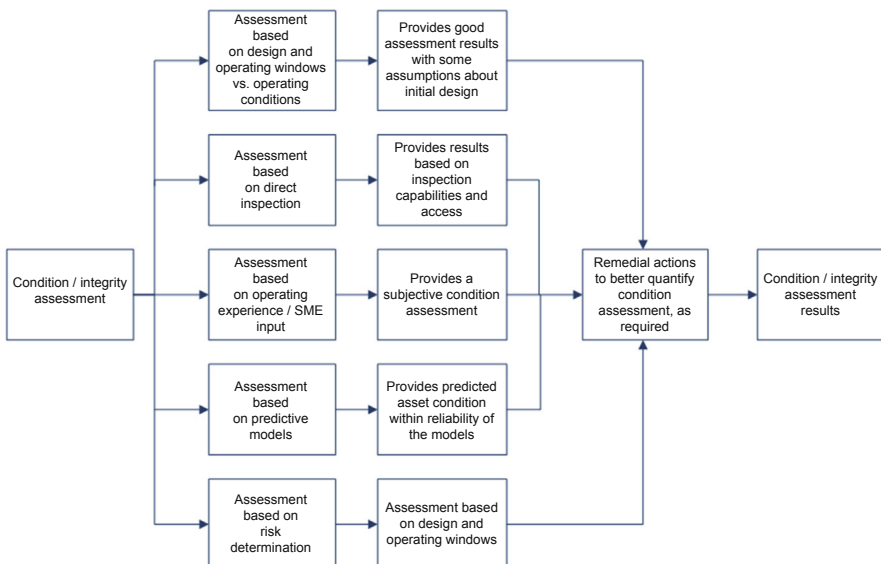 Condition / integrity
assessment
Assessment
based
on design and
operating windows
vs. operating
conditions
Provides good
assessment results
with some
assumptions about
initial design
Assessment
based
on direct
inspection
Provides results
based on
inspection
capabilities and
access
Assessment
based
on operating
experience / SME
input
Provides a
subjective condition
assessment
Assessment
based
on predictive
models
Provides predicted
asset condition
within reliability of
the models
Assessment
based on
risk
determination
Assessment based
on design and
operating windows
Remedial actions
to better quantify
condition
assessment, as
required
Condition / integrity
assessment
results